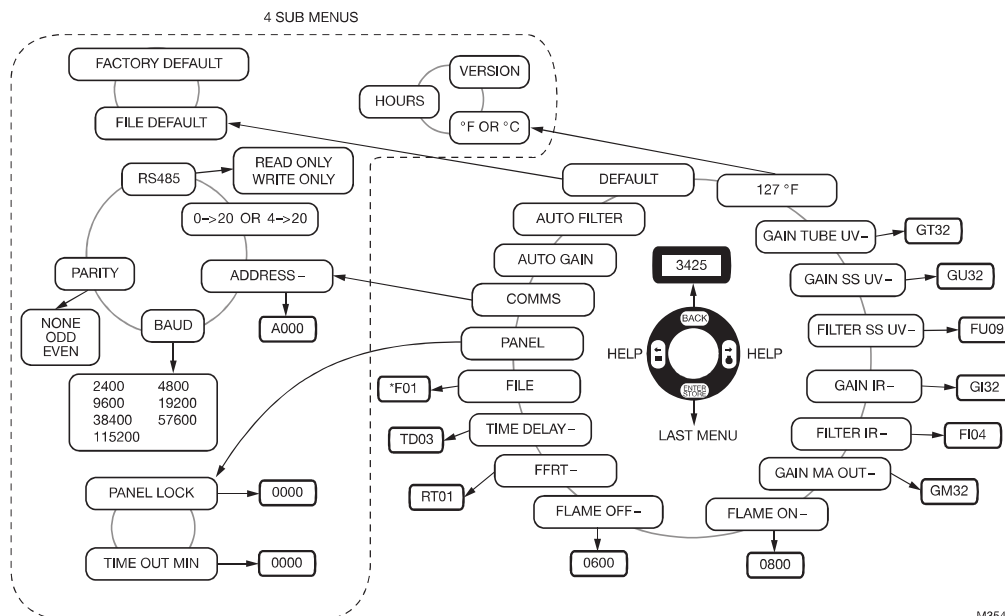 4 SUB MENUS
FACTORY DEFAULT
FILE DEFAULT
VERSION
HOURS
°F OR °C
RS485
READ ONLY
WRITE ONLY
0->20 OR 4->20
PARITY
ADDRESS–
NONE
ODD
EVEN
BAUD
A000
2400 4800
9600 19200
38400 57600
115200
PANEL LOCK
0000
TIME OUT MIN
0000
DEFAULT
127 °F
AUTO FILTER
GAIN TUBE UV–
GT32
AUTO GAIN
GAIN SS UV–
GU32
COMMS
FILTER SS UV–
FU09
PANEL
GAIN IR–
GI32
FILE
*F01
FILTER IR–
FI04
TIME DELAY–
TD03
GAIN MA OUT–
GM32
FFRT–
RT01
FLAME OFF–
0600
FLAME ON–
0800
3425
BACK
HELP
HELP
ENTER
STORE
LAST MENU